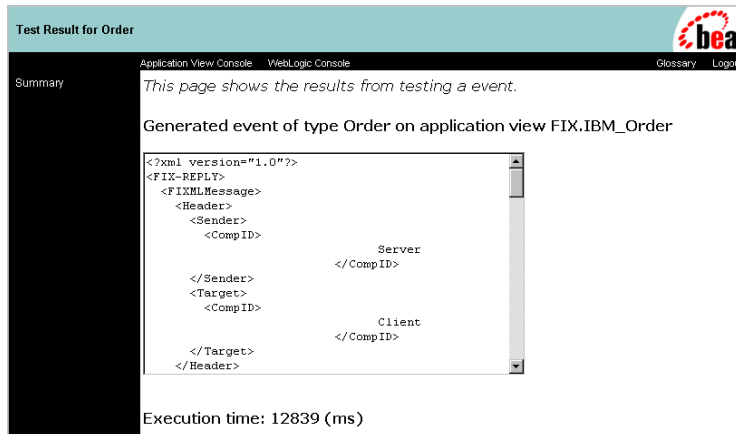 Test Result for Order
bea
Application View Console WebLogic Console Glossary Logou
Summary
This page shows the results from testing a event.
Generated event of type Order on application view FIX.IBM_Order
<?xml version="1.0"?>
<FIX-REPLY>
<FIXMLMessage>
<Header>
<Sender>
<CompID>
Server
</CompID>
</Sender>
<Target>
<CompID>
Client
</CompID>
</Target>
</Header>
Execution time: 12839 (ms)